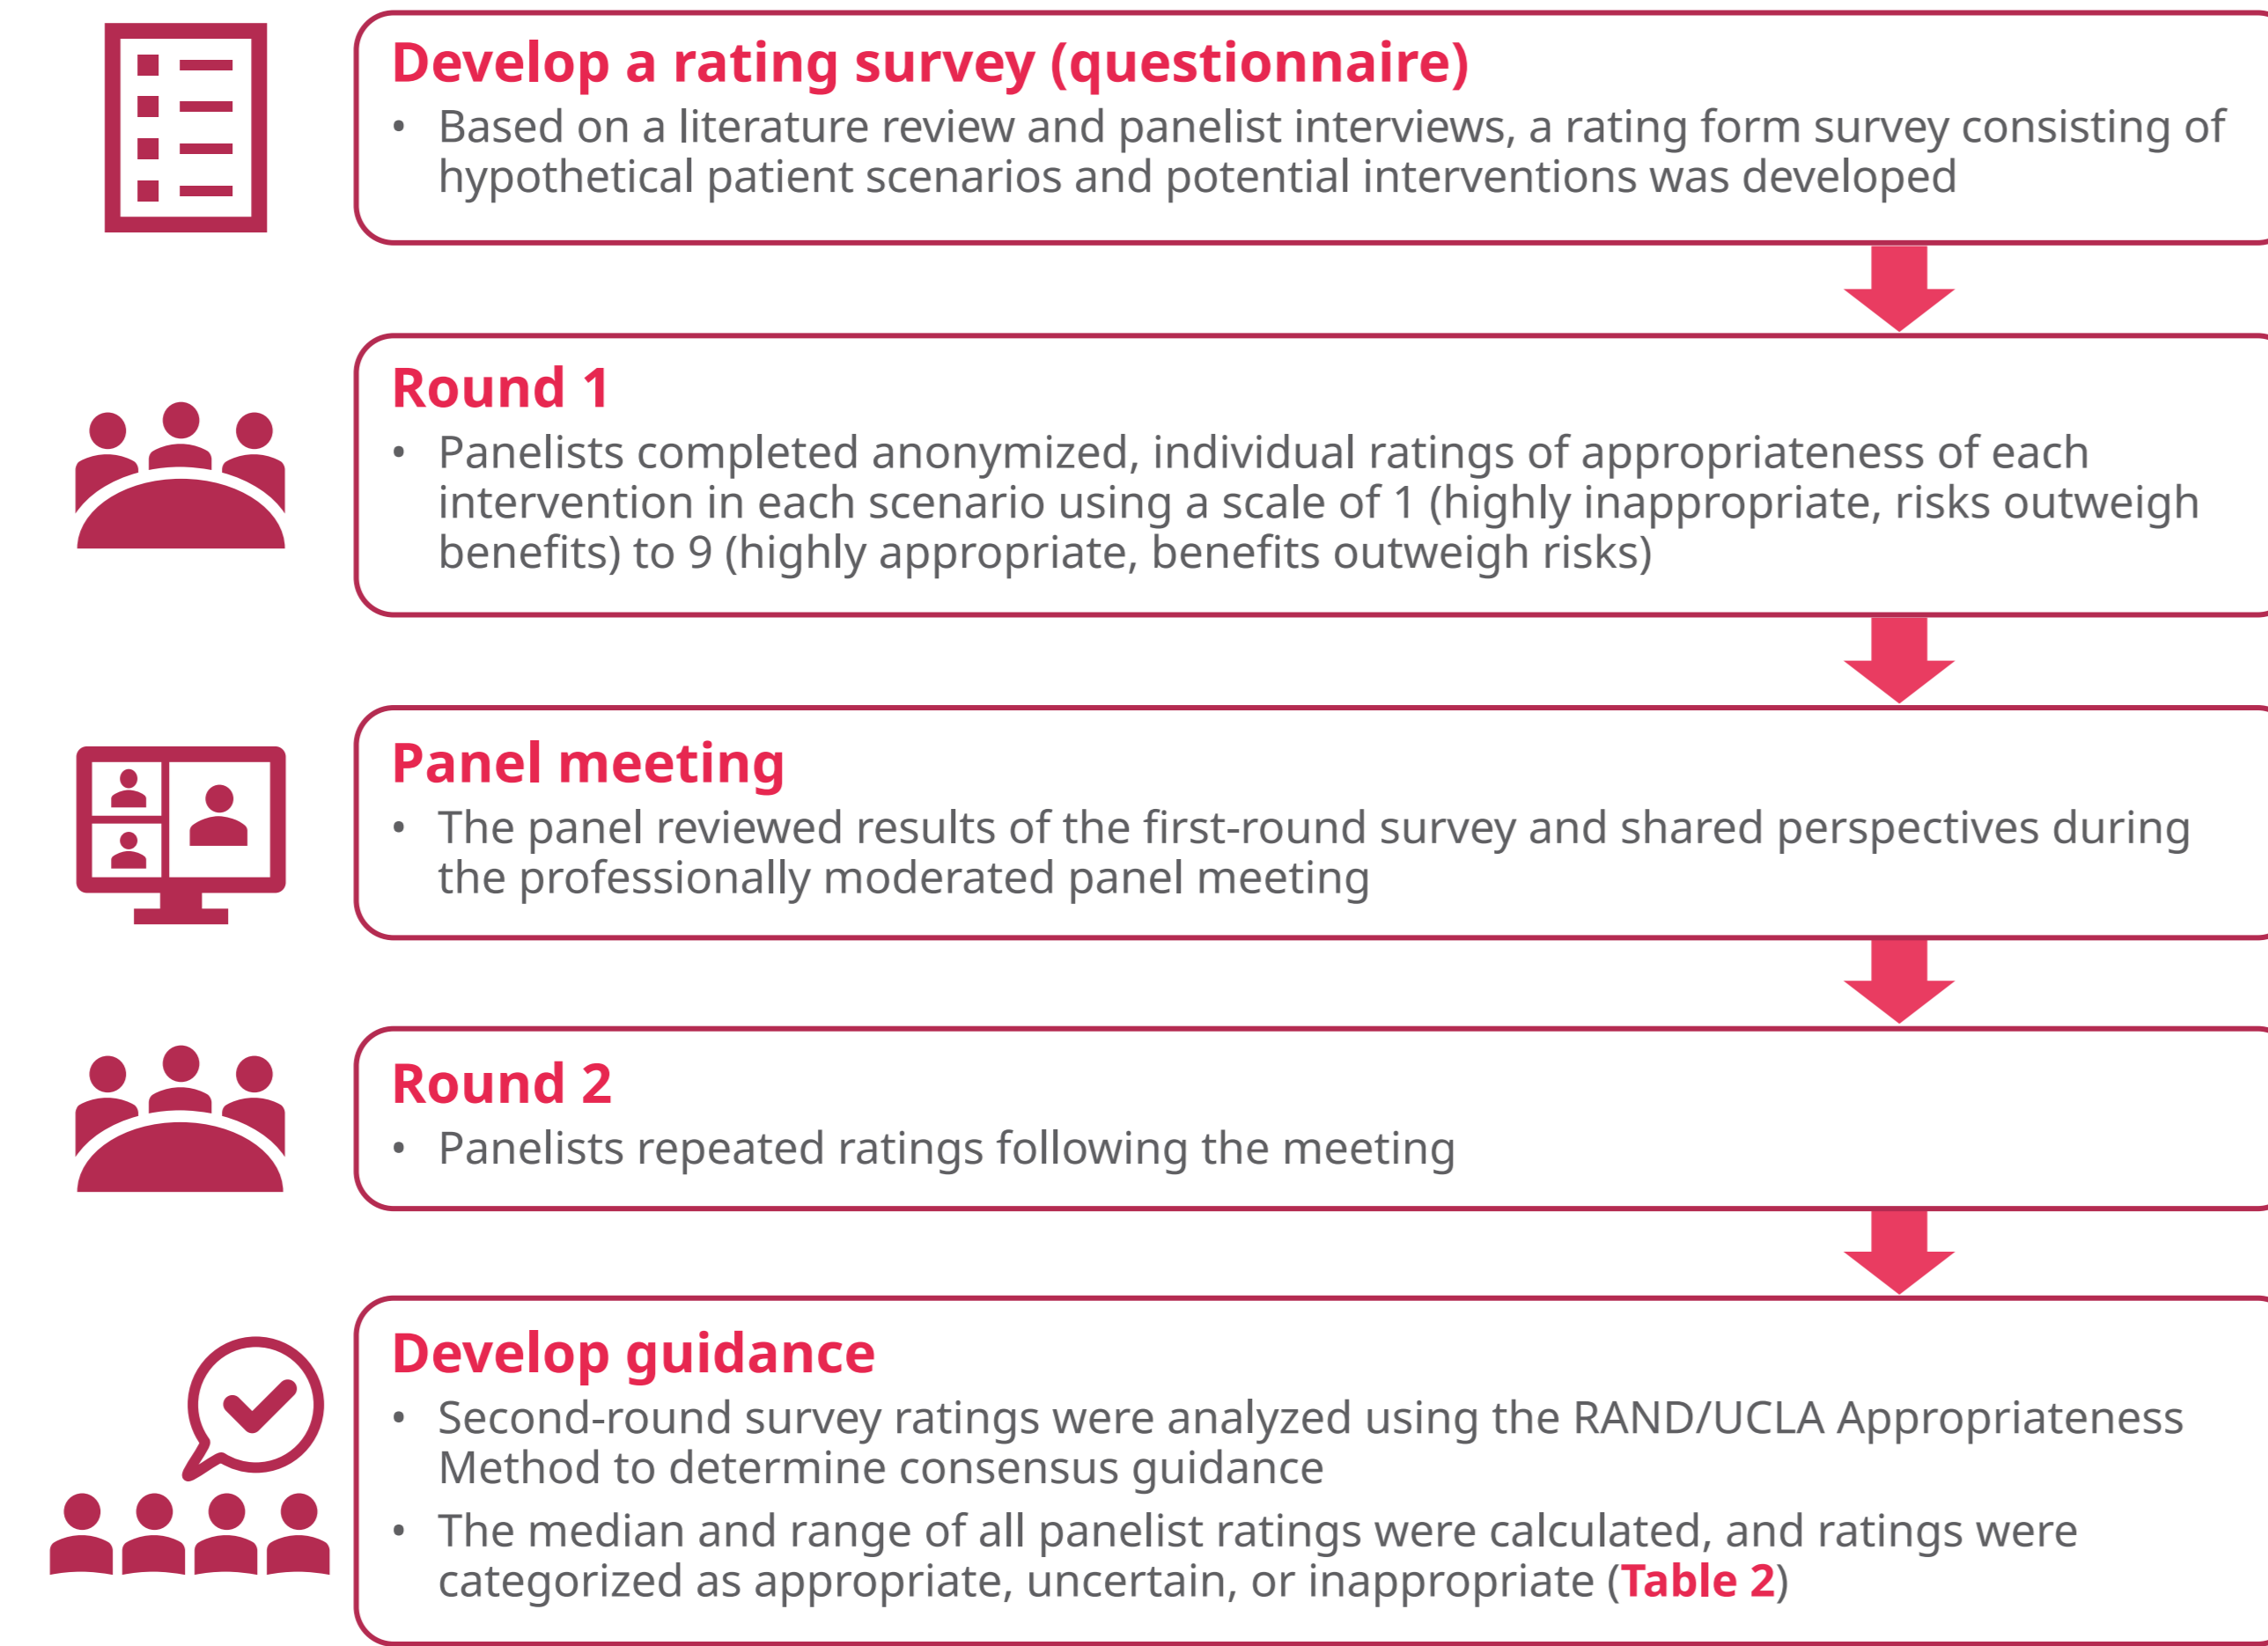 Develop a rating survey (questionnaire)
• Based on a literature review and panelist interviews, a rating form survey consisting of
hypothetical patient scenarios and potential interventions was developed
Round 1
• Panelists completed anonymized, individual ratings of appropriateness of each
intervention in each scenario using a scale of 1 (highly inappropriate, risks outweigh
benefits) to 9 (highly appropriate, benefits outweigh risks)
Panel meeting
• The panel reviewed results of the first-round survey and shared perspectives during
the professionally moderated panel meeting
Round 2
• Panelists repeated ratings following the meeting
Develop guidance
• Second-round survey ratings were analyzed using the RAND/UCLA Appropriateness
Method to determine consensus guidance
• The median and range of all panelist ratings were calculated, and ratings were
categorized as appropriate, uncertain, or inappropriate (Table 2)